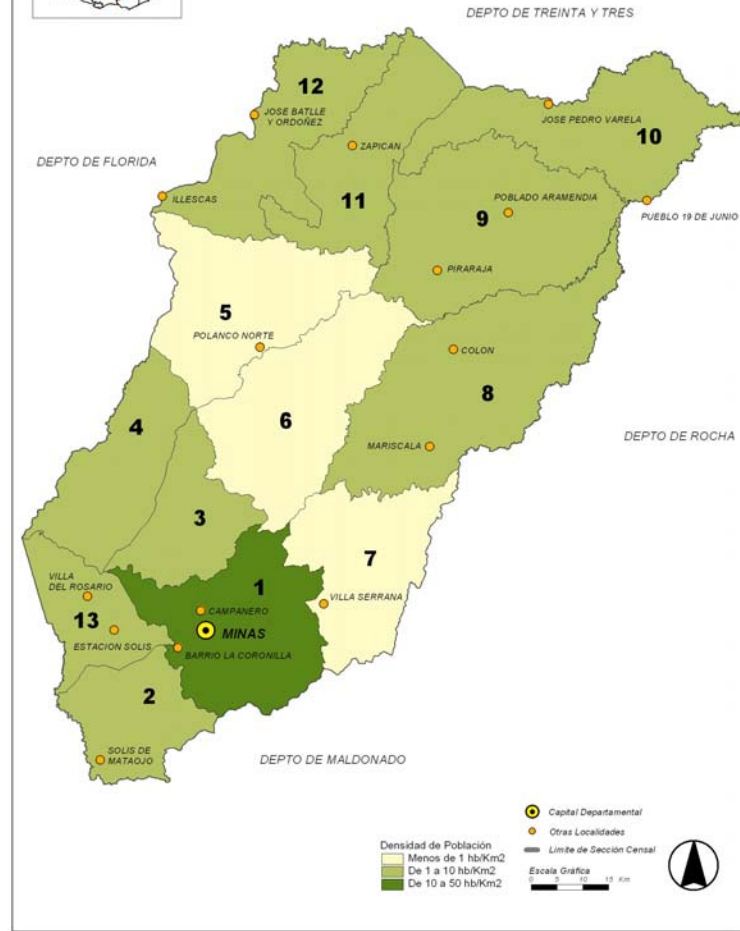 DEPTO DE TREINTA Y TRES
12
JOSE BATLLE
Y ORDOÑEZ
JOSE PEDRO VARELA
10
ZAPICAN
DEPTO DE FLORIDA
ILLESCAS
11
POBLADO ARAMENDIA
9
PUEBLO 19 DE JUNIO
PIRARAJA
5
POLANCO NORTE
COLON
8
6
4
MARISCALA
DEPTO DE ROCHA
3
7
1
VILLA
DEL ROSARIO
CAMPANERO
VILLA SERRANA
13
MINAS
ESTACION SOLIS
BARRIO LA CORONILLA
2
SOLIS DE
MATAOJO
DEPTO DE MALDONADO
Capital Departamental
Otras Localidades
Limite de Sección Censal
Densidad de Población
Menos de 1 hb/Km2
De 1 a 10 hb/Km2
De 10 a 50 hb/Km2
Escala Gráfica
0 5 10 15 Km